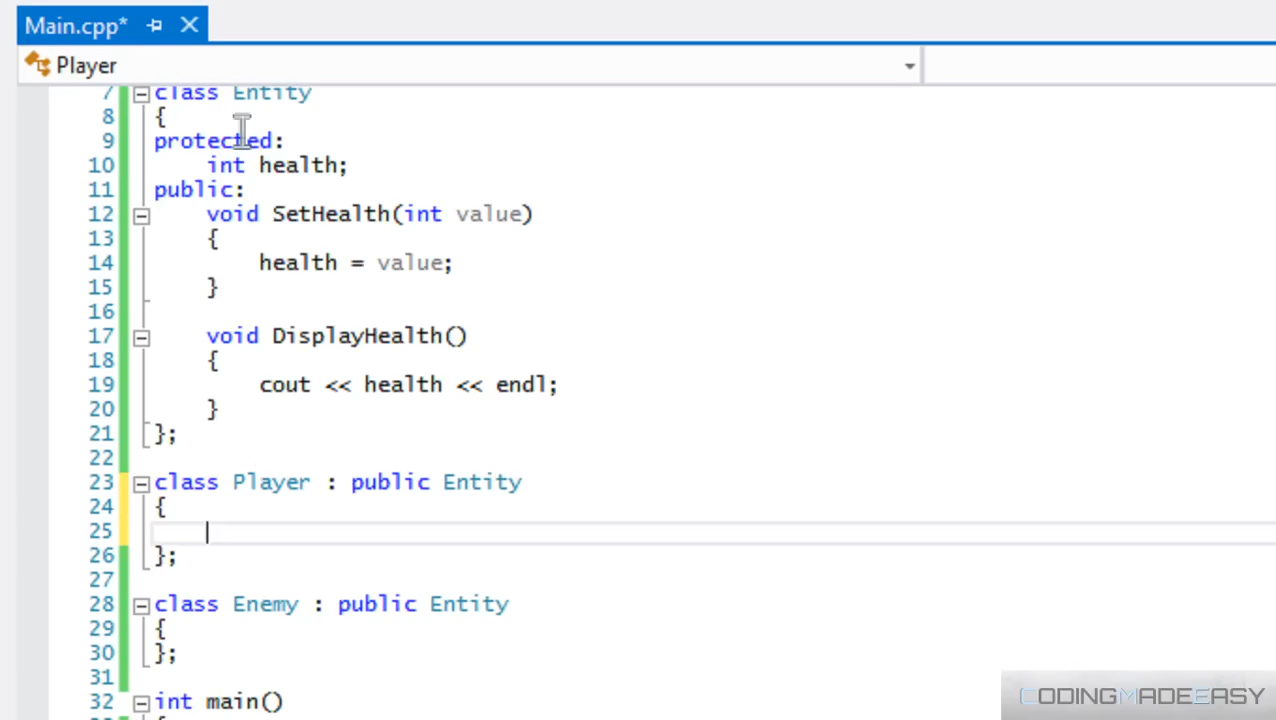 Main.cpp*
Player
7 class Entity
8 {
9 protected:
10 int health;
11 public:
12 void SetHealth(int value)
13 {
14 health = value;
15 }
16
17 void DisplayHealth()
18 {
19 cout << health << endl;
20 }
21 };
22
23 class Player : public Entity
24 {
25
26 };
27
28 class Enemy : public Entity
29 {
30 };
31
32 int main()
CODINGMADEEASY